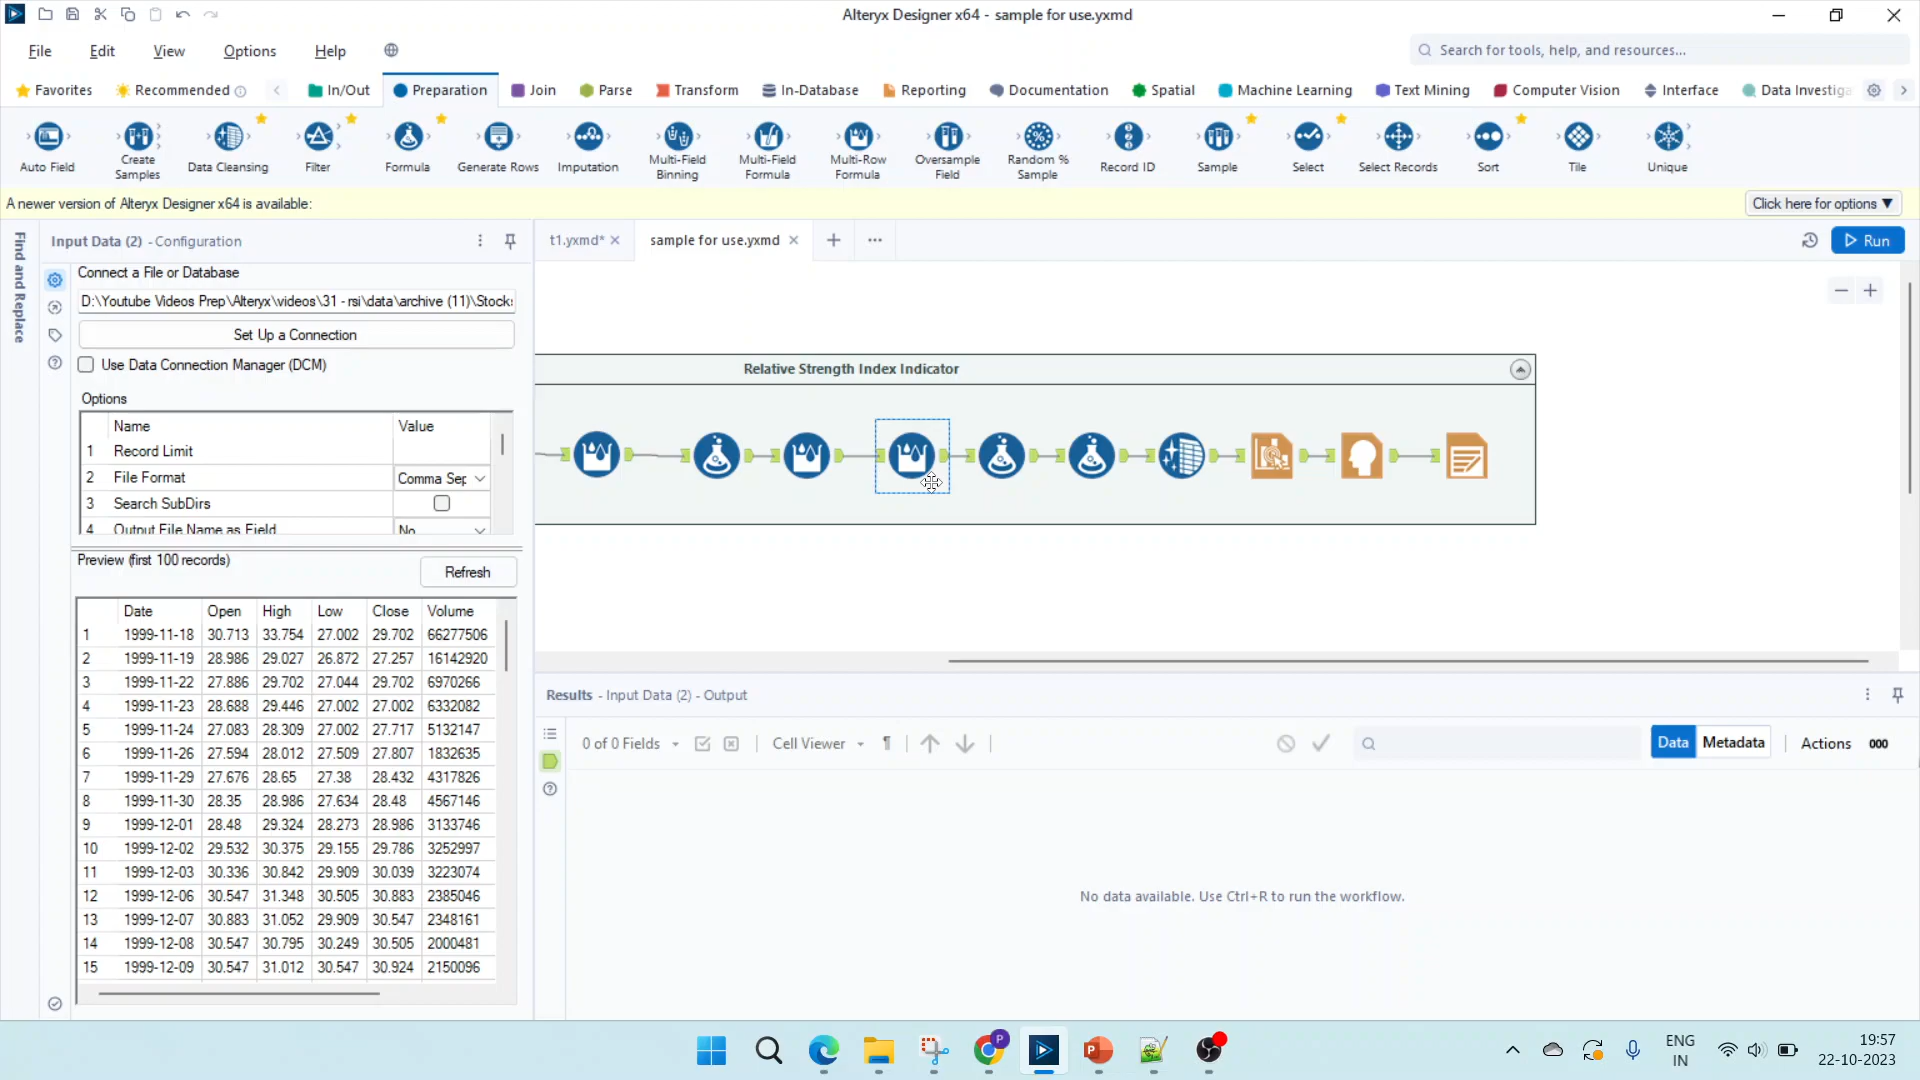 Alteryx Designer x64 - sample for use.yxmd
File Edit View Options Help
Search for tools, help, and resources...
Favorites Recommended In/Out Preparation Join Parse Transform In-Database Reporting Documentation Spatial Machine Learning Text Mining Computer Vision Interface Data Investiga
Auto Field Create Samples Data Cleansing Filter Formula Generate Rows Imputation Multi-Field Binning Multi-Field Formula Multi-Row Formula Oversample Field Random % Sample Record ID Sample Select Select Records Sort Tile Unique
A newer version of Alteryx Designer x64 is available:
Click here for options ▼
Find and Replace
Input Data (2) - Configuration
t1.yxmd*
sample for use.yxmd
Run
Connect a File or Database
D:\Youtube Videos Prep\Alteryx\videos\31 - rsi\data\archive (11)\Stocks
Set Up a Connection
Use Data Connection Manager (DCM)
Options
Name Value
1 Record Limit
2 File Format Comma Sep
3 Search SubDirs
4 Output File Name as Field No
Relative Strength Index Indicator
Preview (first 100 records)
Refresh
Date Open High Low Close Volume
1 1999-11-18 30.713 33.754 27.002 29.702 66277506
2 1999-11-19 28.986 29.027 26.872 27.257 16142920
3 1999-11-22 27.886 29.702 27.044 29.702 6970266
4 1999-11-23 28.688 29.446 27.002 27.002 6332082
5 1999-11-24 27.083 28.309 27.002 27.717 5132147
6 1999-11-26 27.594 28.012 27.509 27.807 1832635
7 1999-11-29 27.676 28.65 27.38 28.432 4317826
8 1999-11-30 28.35 28.986 27.634 28.48 4567146
9 1999-12-01 28.48 29.324 28.273 28.986 3133746
10 1999-12-02 29.532 30.375 29.155 29.786 3252997
11 1999-12-03 30.336 30.842 29.909 30.039 3223074
12 1999-12-06 30.547 31.348 30.505 30.883 2385046
13 1999-12-07 30.883 31.052 29.909 30.547 2348161
14 1999-12-08 30.547 30.795 30.249 30.505 2000481
15 1999-12-09 30.547 31.012 30.547 30.924 2150096
Results - Input Data (2) - Output
0 of 0 Fields
Cell Viewer
Data Metadata
Actions
000
No data available. Use Ctrl+R to run the workflow.
P
ENG
IN
19:57
22-10-2023